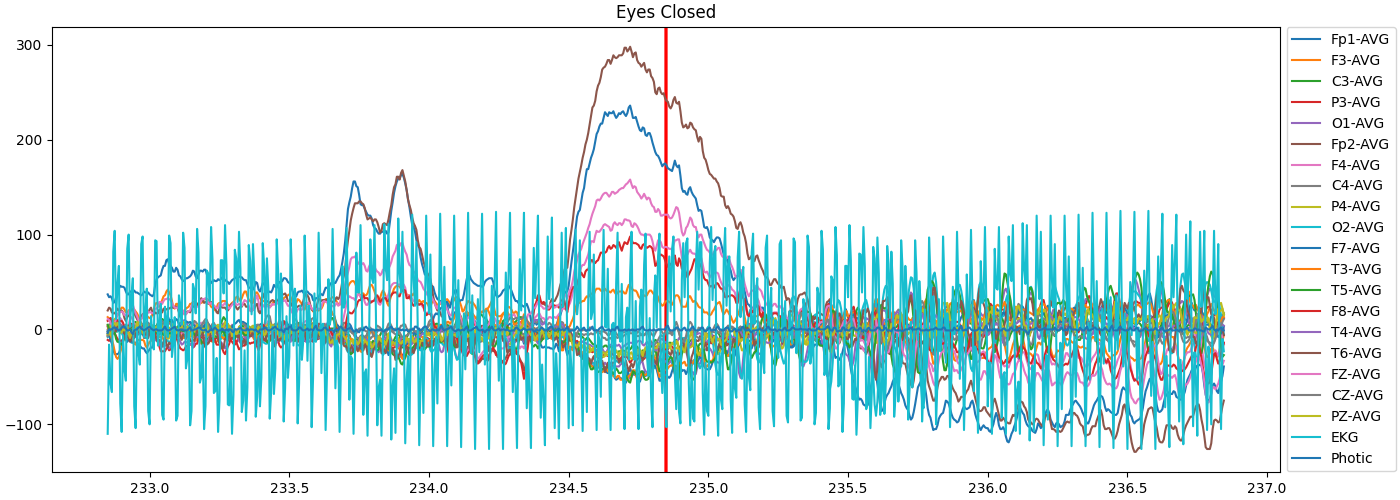 Eyes Closed
300
200
100
0
−100
233.0 233.5 234.0 234.5 235.0 235.5 236.0 236.5 237.0
Fp1-AVG
F3-AVG
C3-AVG
P3-AVG
O1-AVG
Fp2-AVG
F4-AVG
C4-AVG
P4-AVG
O2-AVG
F7-AVG
T3-AVG
T5-AVG
F8-AVG
T4-AVG
T6-AVG
FZ-AVG
CZ-AVG
PZ-AVG
EKG
Photic